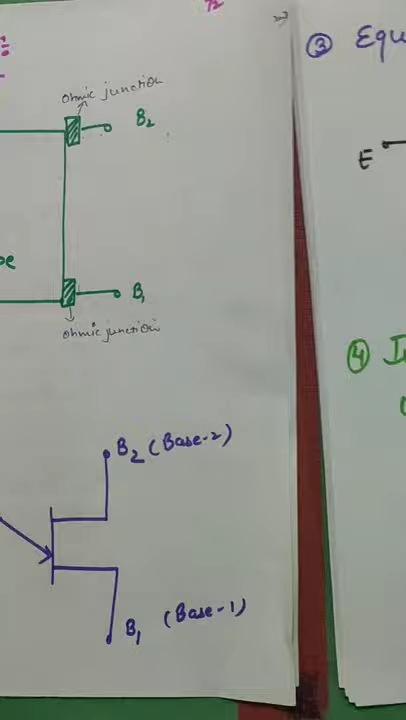 ohmic junction
B2
B1
ohmic junction
B2 (Base-2)
B1 (Base-1)
③ Equ
E
④ I